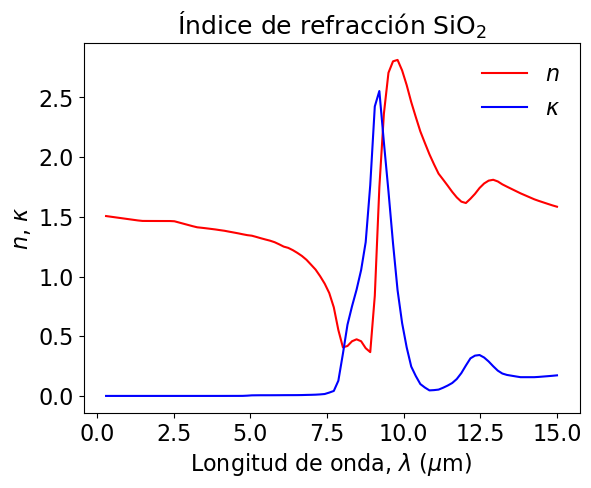 Índice de refracción SiO₂
n
κ
n, κ
2.5
2.0
1.5
1.0
0.5
0.0
0.0 2.5 5.0 7.5 10.0 12.5 15.0
Longitud de onda, λ (μm)